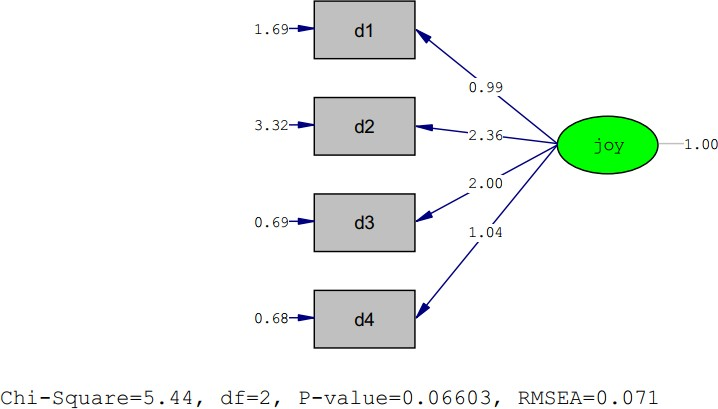 1.69 d1
0.99
3.32 d2 2.36
joy 1.00
2.00
0.69 d3
1.04
0.68 d4
Chi-Square=5.44, df=2, P-value=0.06603, RMSEA=0.071